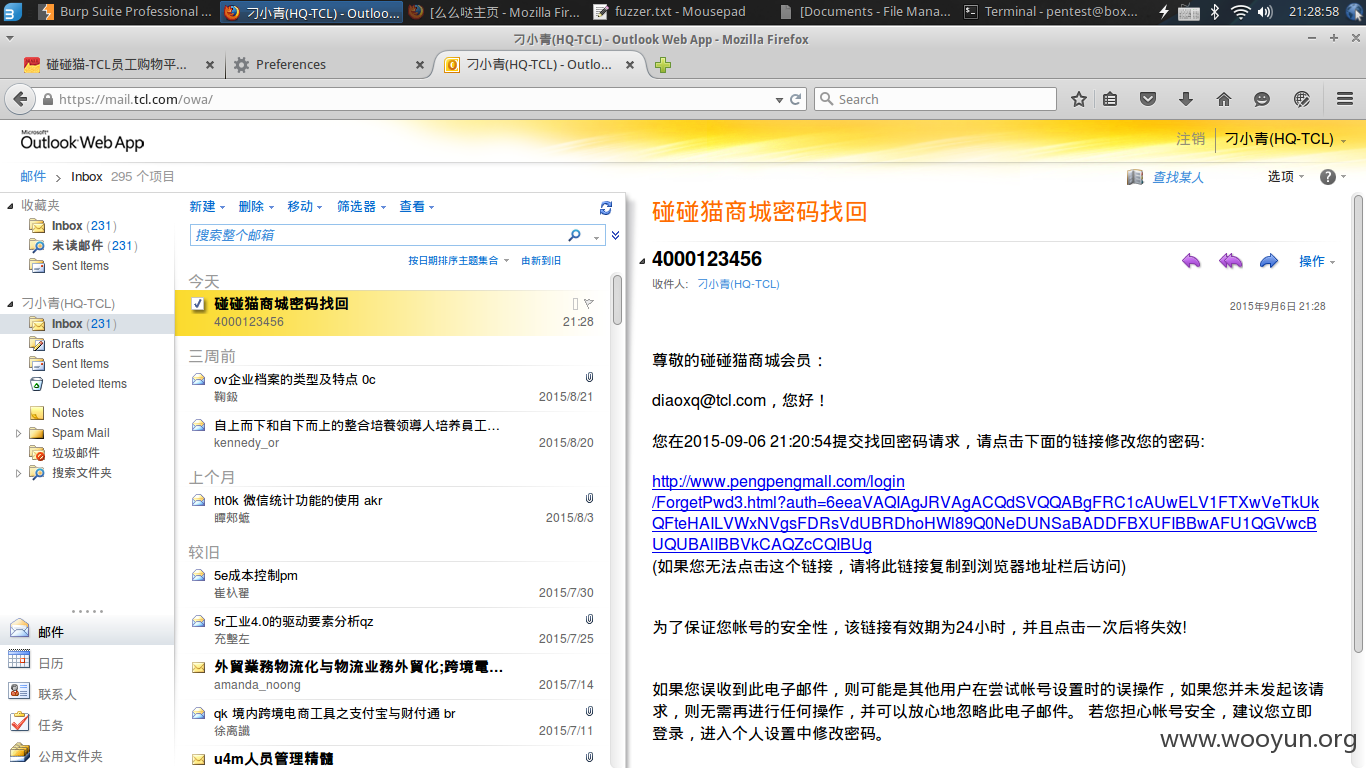 Burp Suite Professional ...
刁小青(HQ-TCL) - Outloo...
[么么哒主页 - Mozilla Fir...
fuzzer.txt - Mousepad
[Documents - File Mana...
Terminal - pentest@box...
21:28:58
刁小青(HQ-TCL) - Outlook Web App - Mozilla Firefox
碰碰猫-TCL员工购物平...
Preferences
刁小青(HQ-TCL) - Outlo...
https://mail.tcl.com/owa/
Search
Microsoft
Outlook Web App
注销
刁小青(HQ-TCL)
邮件 > Inbox 295 个项目
查找某人
选项
收藏夹
Inbox (231)
未读邮件 (231)
Sent Items
刁小青(HQ-TCL)
Inbox (231)
Drafts
Sent Items
Deleted Items
Notes
Spam Mail
垃圾邮件
搜索文件夹
邮件
日历
联系人
任务
公用文件夹
新建 删除 移动 筛选器 查看
搜索整个邮箱
按日期排序主题集合 由新到旧
今天
碰碰猫商城密码找回
4000123456 21:28
三周前
ov企业档案的类型及特点 0c
鞠鈒 2015/8/21
自上而下和自下而上的整合培養領導人培养員工...
kennedy_or 2015/8/20
上个月
ht0k 微信统计功能的使用 akr
2015/8/3
较旧
5e成本控制pm
2015/7/30
5r工业4.0的驱动要素分析qz
2015/7/25
外貿業務物流化与物流业務外貿化;跨境電...
amanda_noong 2015/7/14
qk 境内跨境电商工具之支付宝与财付通 br
2015/7/11
u4m人员管理精髓
碰碰猫商城密码找回
4000123456
操作
收件人: 刁小青(HQ-TCL)
2015年9月6日 21:28
尊敬的碰碰猫商城会员：
diaoxq@tcl.com，您好！
您在2015-09-06 21:20:54提交找回密码请求，请点击下面的链接修改您的密码:
http://www.pengpengmall.com/login
/ForgetPwd3.html?auth=6eeaVAQIAgJRVAgACQdSVQQABgFRC1cAUwELV1FTXwVeTkUk
QFteHAILVWxNVgsFDRsVdUBRDhoHWl89Q0NeDUNSaBADDFBXUFIBBwAFU1QGVwcB
UQUBAlIBBVkCAQZcCQIBUg
(如果您无法点击这个链接，请将此链接复制到浏览器地址栏后访问)
为了保证您帐号的安全性，该链接有效期为24小时，并且点击一次后将失效!
如果您误收到此电子邮件，则可能是其他用户在尝试帐号设置时的误操作，如果您并未发起该请
求，则无需再进行任何操作，并可以放心地忽略此电子邮件。 若您担心帐号安全，建议您立即
登录，进入个人设置中修改密码。
www.wooyun.org